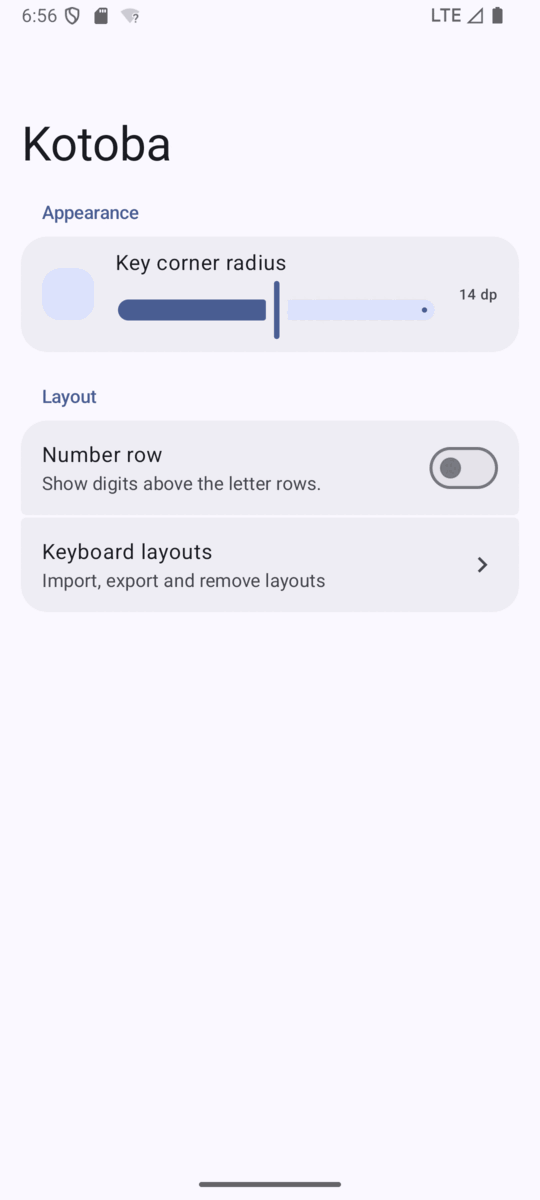 6:56
LTE
Kotoba
Appearance
Key corner radius
14 dp
Layout
Number row
Show digits above the letter rows.
Keyboard layouts
Import, export and remove layouts